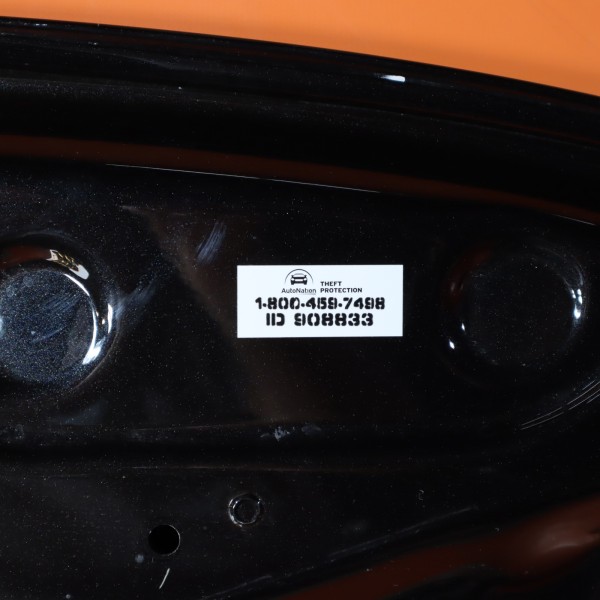 AutoNation
THEFT
PROTECTION
1-800-459-7498
ID 908833